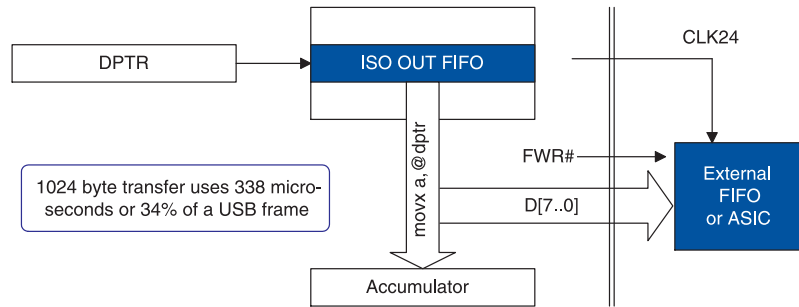 CLK24
DPTR
ISO OUT FIFO
movx a,@dptr
FWR#
1024 byte transfer uses 338 micro-
seconds or 34% of a USB frame
D[7..0]
External
FIFO
or ASIC
Accumulator